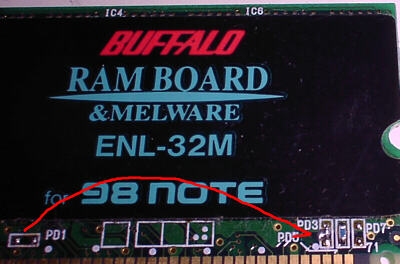 IC4 IC6
BUFFALO
RAM BOARD
&MELWARE
ENL-32M
for 98 NOTE
PD1 PD3 PD7
PD5 71